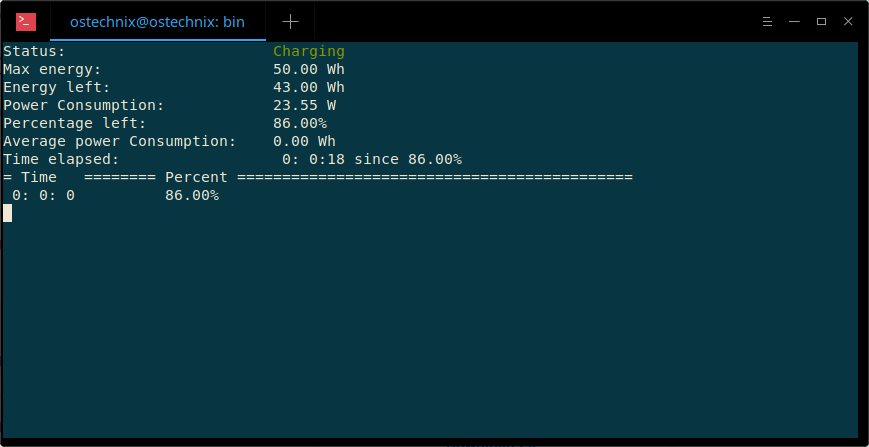 >_ ostechnix@ostechnix: bin
Status:                       Charging
Max energy:                   50.00 Wh
Energy left:                  43.00 Wh
Power Consumption:            23.55 W
Percentage left:              86.00%
Average power Consumption:    0.00 Wh
Time elapsed:                  0: 0:18 since 86.00%
= Time   ======== Percent ============================================
 0: 0: 0          86.00%